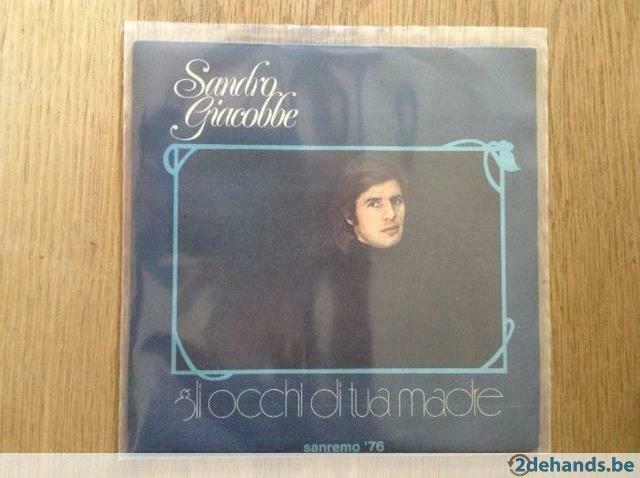 Sandro
Giacobbe
gli occhi di tua madre
sanremo '76
2dehands.be